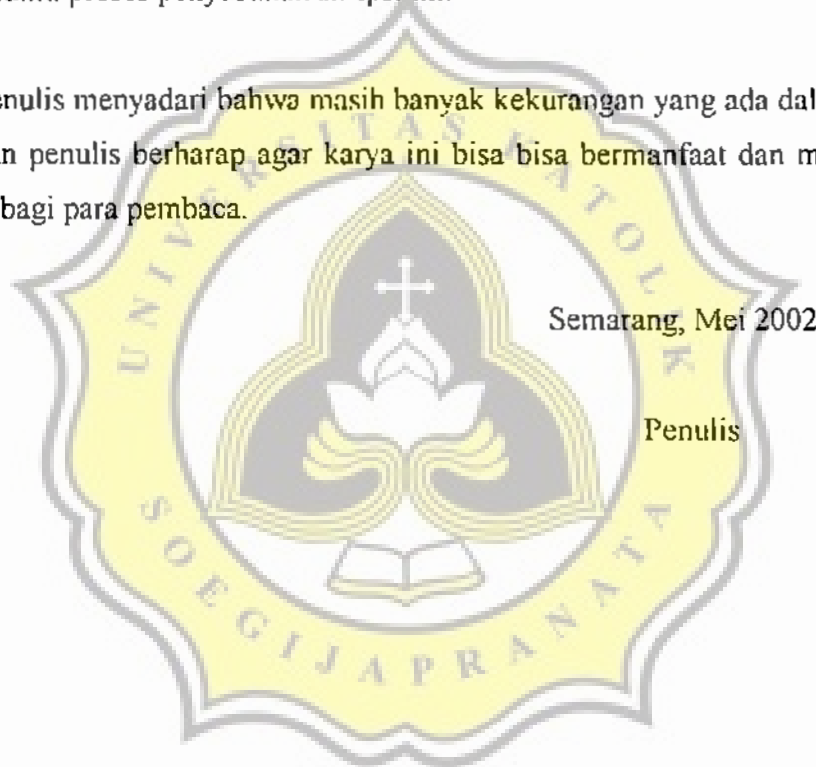 enulis menyadari bahwa masih banyak kekurangan yang ada dal
n penulis berharap agar karya ini bisa bisa bermanfaat dan m
bagi para pembaca.
Semarang, Mei 2002
Penulis
UNIVERSITAS KATOLIK
SOEGIJAPRANATA